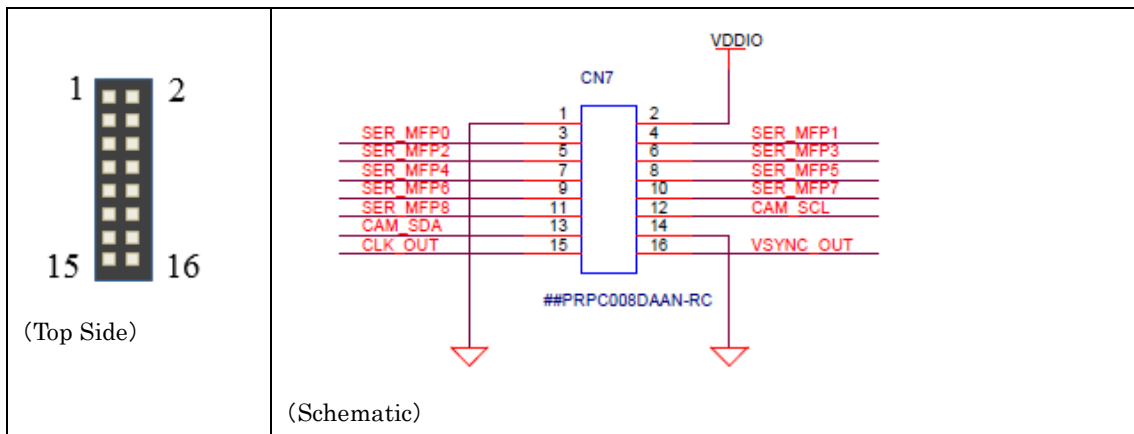 1 2
15 16
(Top Side)
VDDIO
CN7
1 2
SER_MFP0 3 4 SER_MFP1
SER_MFP2 5 6 SER_MFP3
SER_MFP4 7 8 SER_MFP5
SER_MFP6 9 10 SER_MFP7
SER_MFP8 11 12 CAM_SCL
CAM_SDA 13 14
CLK_OUT 15 16 VSYNC_OUT
##PRPC008DAAN-RC
(Schematic)